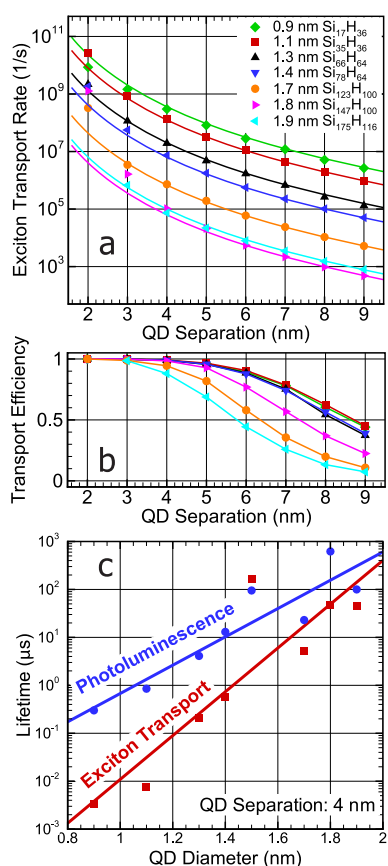 Exciton Transport Rate (1/s)
10¹¹
10⁹
10⁷
10⁵
10³
0.9 nm Si₁₇H₃₆
1.1 nm Si₃₅H₃₆
1.3 nm Si₆₆H₆₄
1.4 nm Si₇₈H₆₄
1.7 nm Si₁₂₃H₁₀₀
1.8 nm Si₁₄₇H₁₀₀
1.9 nm Si₁₇₅H₁₁₆
a
2 3 4 5 6 7 8 9
QD Separation (nm)
Transport Efficiency
1
0.5
0
b
2 3 4 5 6 7 8 9
QD Separation (nm)
Lifetime (μs)
10³
10²
10¹
10⁰
10⁻¹
10⁻²
10⁻³
c
Photoluminescence
Exciton Transport
QD Separation: 4 nm
0.8 1 1.2 1.4 1.6 1.8 2
QD Diameter (nm)